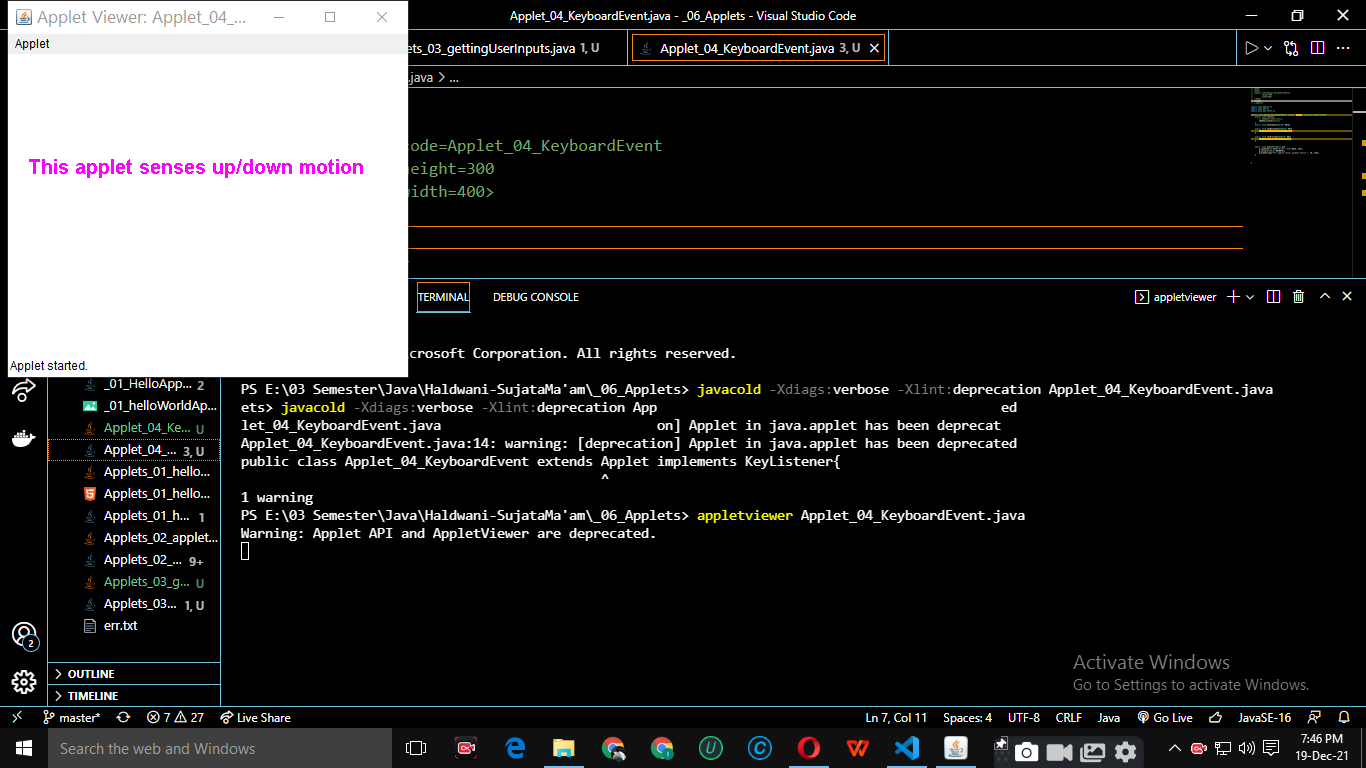 Applet Viewer: Applet_04_...
Applet
This applet senses up/down motion
Applet started.
Applet_04_KeyboardEvent.java - _06_Applets - Visual Studio Code
ets_03_gettingUserInputs.java 1, U
Applet_04_KeyboardEvent.java 3, U
.java > ...
ode=Applet_04_KeyboardEvent
eight=300
width=400>
TERMINAL DEBUG CONSOLE
appletviewer
crosoft Corporation. All rights reserved.
PS E:\03 Semester\Java\Haldwani-SujataMa'am\_06_Applets> javacold -Xdiags:verbose -Xlint:deprecation Applet_04_KeyboardEvent.java
ets> javacold -Xdiags:verbose -Xlint:deprecation App ed
let_04_KeyboardEvent.java on] Applet in java.applet has been deprecat
Applet_04_KeyboardEvent.java:14: warning: [deprecation] Applet in java.applet has been deprecated
public class Applet_04_KeyboardEvent extends Applet implements KeyListener{
^
1 warning
PS E:\03 Semester\Java\Haldwani-SujataMa'am\_06_Applets> appletviewer Applet_04_KeyboardEvent.java
Warning: Applet API and AppletViewer are deprecated.
_01_HelloApp... 2
_01_helloWorldAp...
Applet_04_Ke... U
Applet_04_... 3, U
Applets_01_hello...
Applets_01_hello...
Applets_01_h... 1
Applets_02_applet...
Applets_02_... 9+
Applets_03_g... U
Applets_03... 1, U
err.txt
2
OUTLINE
TIMELINE
Activate Windows
Go to Settings to activate Windows.
master* 7 27 Live Share
Ln 7, Col 11 Spaces: 4 UTF-8 CRLF Java Go Live JavaSE-16
Search the web and Windows
7:46 PM
19-Dec-21